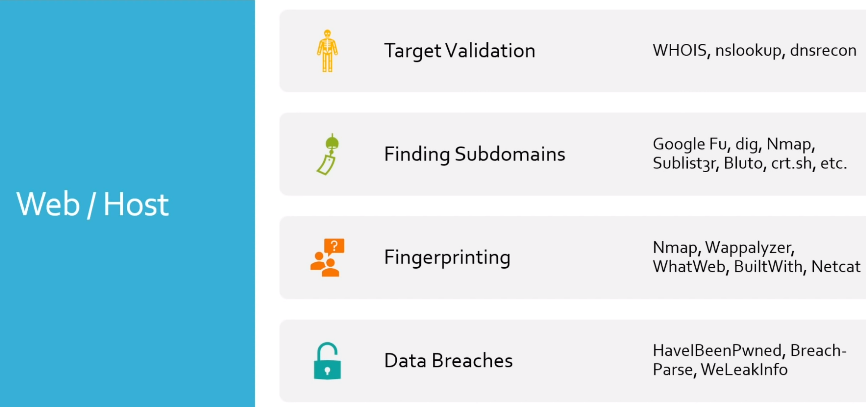 Web / Host
Target Validation
WHOIS, nslookup, dnsrecon
Finding Subdomains
Google Fu, dig, Nmap,
Sublist3r, Bluto, crt.sh, etc.
?
Fingerprinting
Nmap, Wappalyzer,
WhatWeb, BuiltWith, Netcat
Data Breaches
HaveIBeenPwned, Breach-
Parse, WeLeakInfo